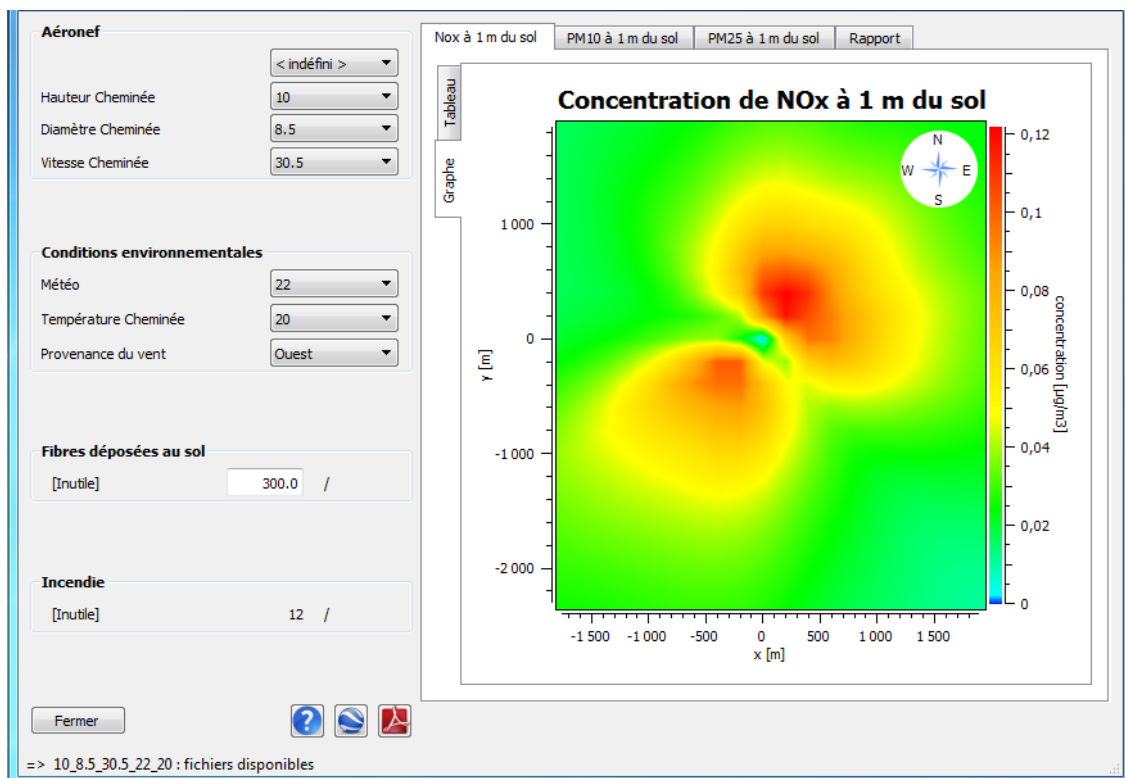 Aéronef
< indéfini >
Hauteur Cheminée 10
Diamètre Cheminée 8.5
Vitesse Cheminée 30.5
Conditions environnementales
Météo 22
Température Cheminée 20
Provenance du vent Ouest
Fibres déposées au sol
[Inutile] 300.0 /
Incendie
[Inutile] 12 /
Fermer
?
=> 10_8.5_30.5_22_20 : fichiers disponibles
Nox à 1 m du sol PM10 à 1 m du sol PM25 à 1 m du sol Rapport
Tableau
Graphe
Concentration de NOx à 1 m du sol
N
W E
S
1 000
0
-1 000
-2 000
y [m]
-1 500 -1 000 -500 0 500 1 000 1 500
x [m]
0,12
0,1
0,08
0,06
0,04
0,02
0
concentration [µg/m3]